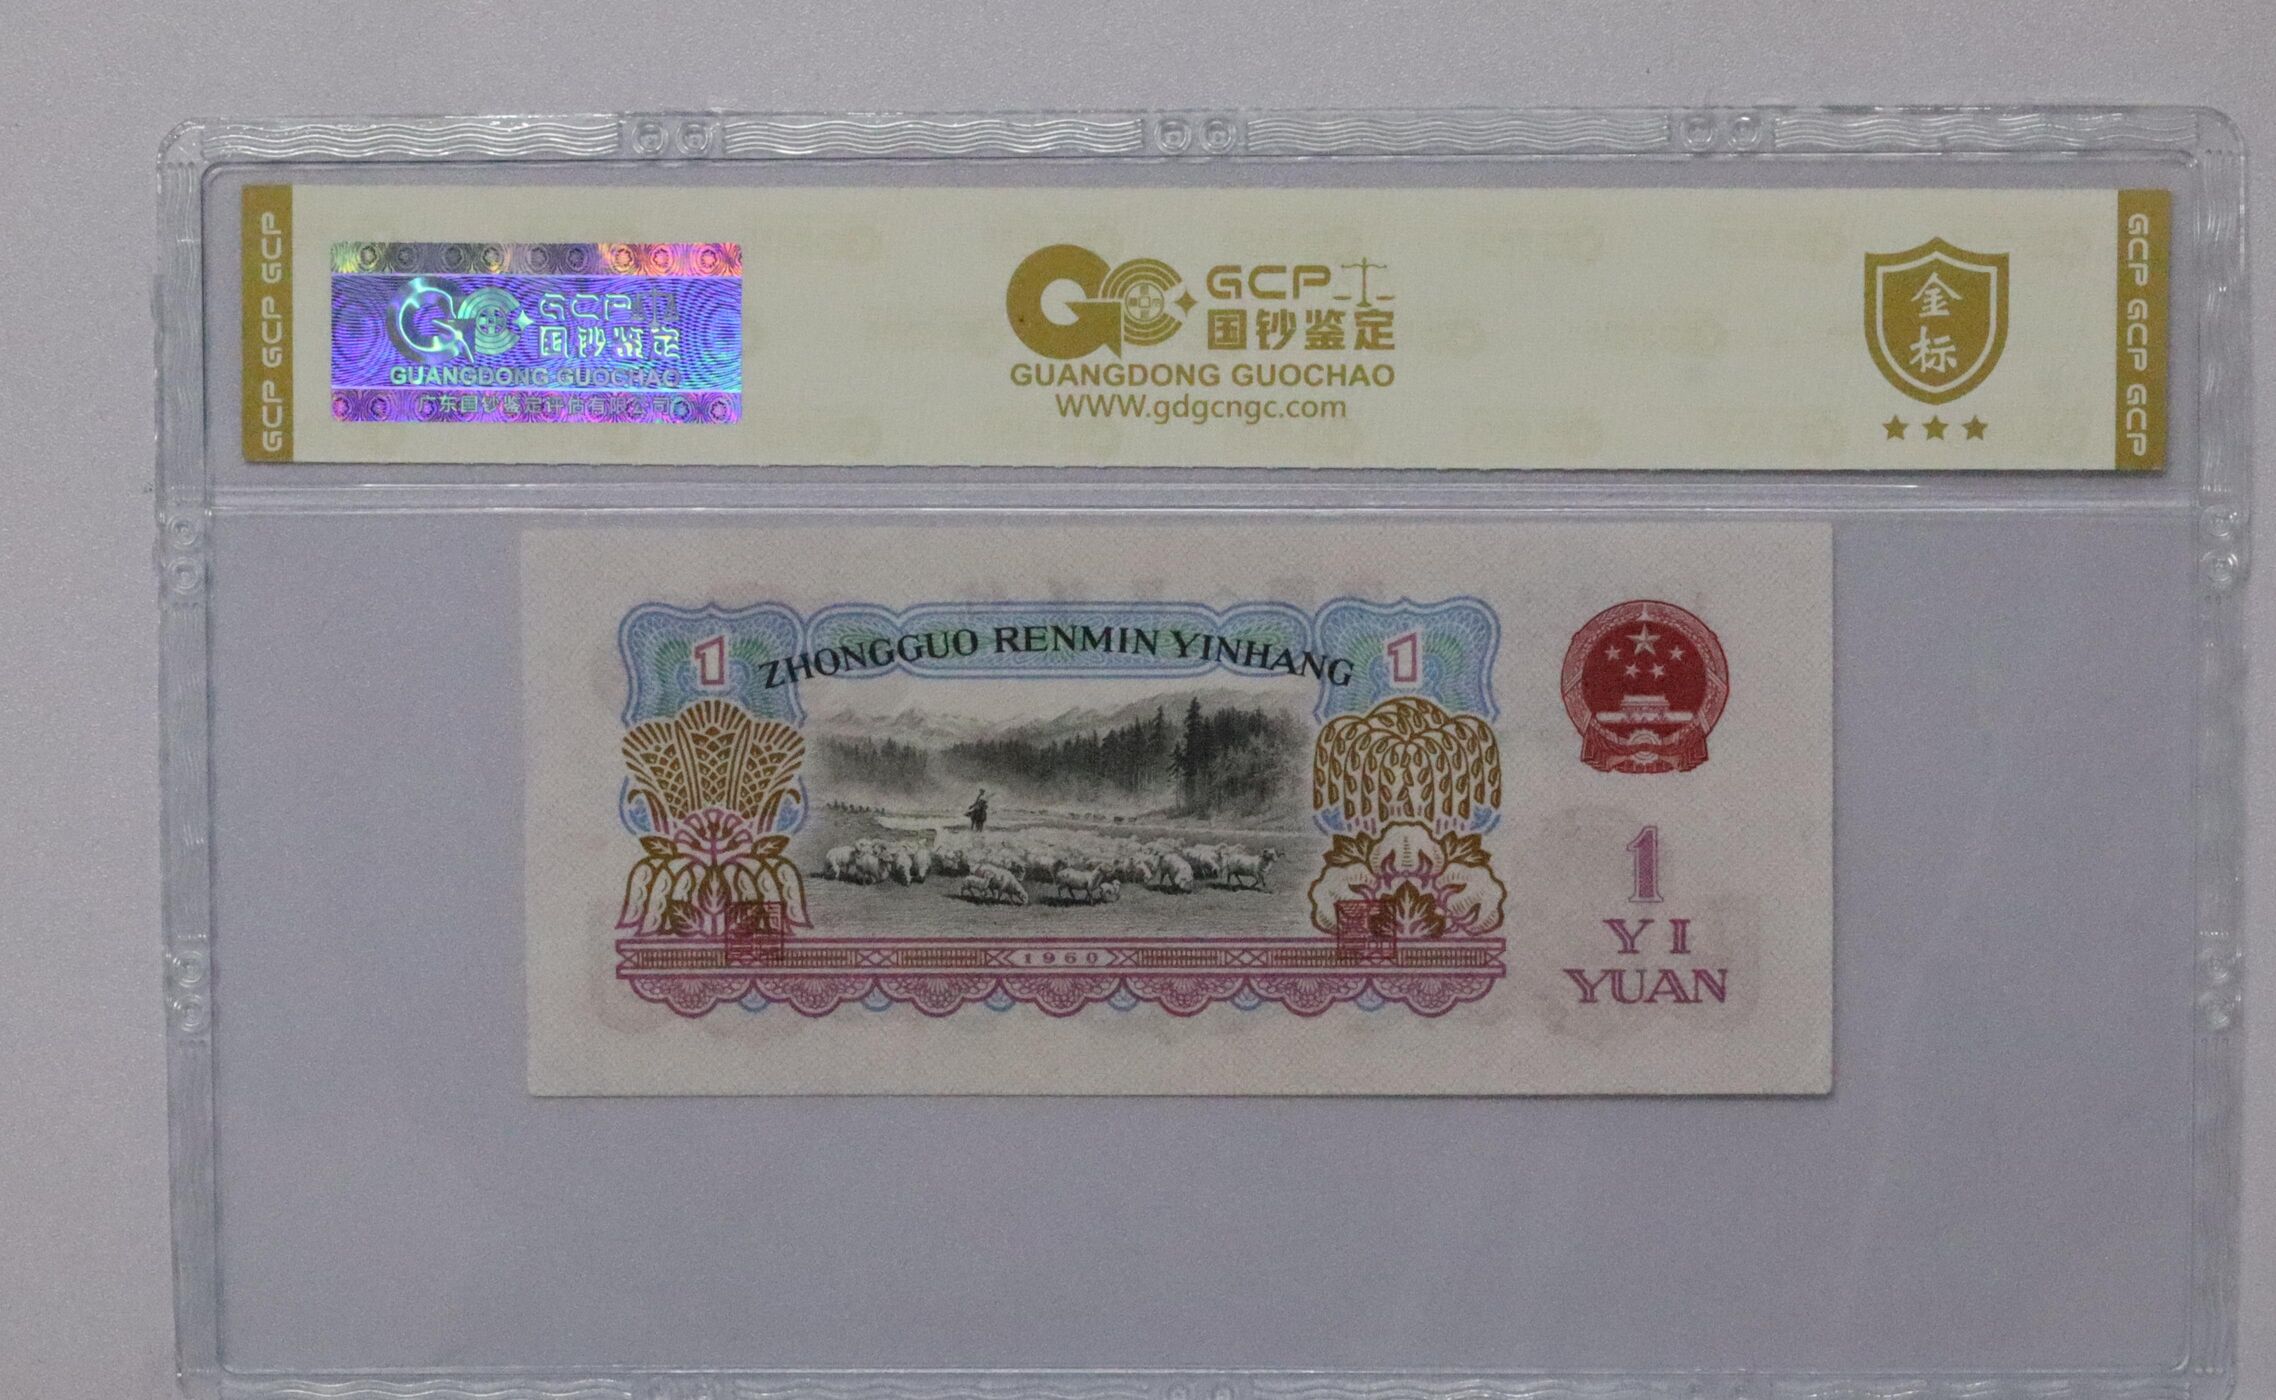 GCP GCP GCP
GCP
国钞鉴定
GUANGDONG GUOCHAO
广东国钞鉴定评估有限公司
GCP
国钞鉴定
GUANGDONG GUOCHAO
www.gdgcngc.com
金
标
GCP GCP GCP
1
ZHONGGUO RENMIN YINHANG
1
1
YI
YUAN
1960